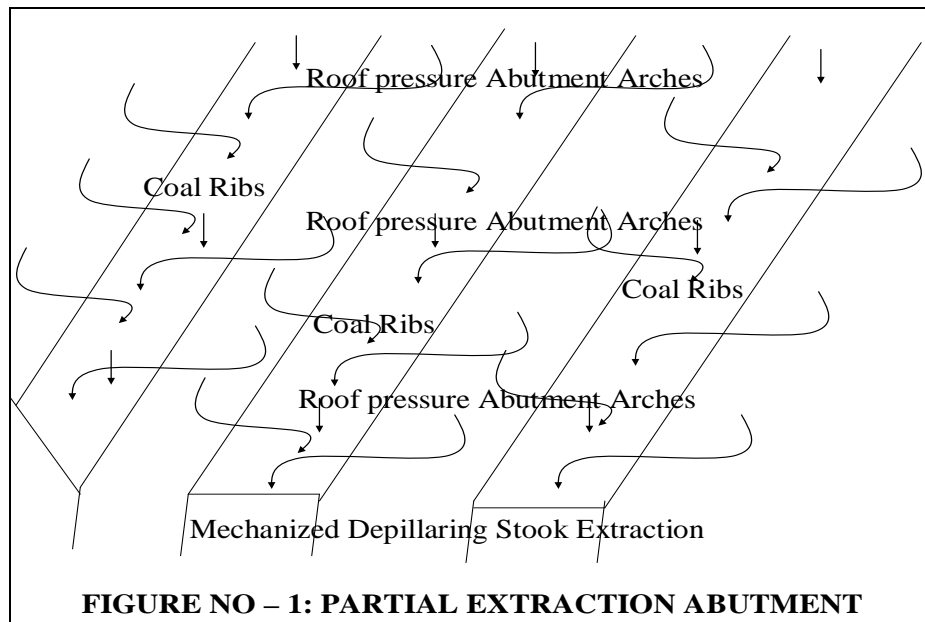 Roof pressure Abutment Arches
Coal Ribs
Roof pressure Abutment Arches
Coal Ribs
Coal Ribs
Roof pressure Abutment Arches
Mechanized Depillaring Stook Extraction
FIGURE NO – 1: PARTIAL EXTRACTION ABUTMENT